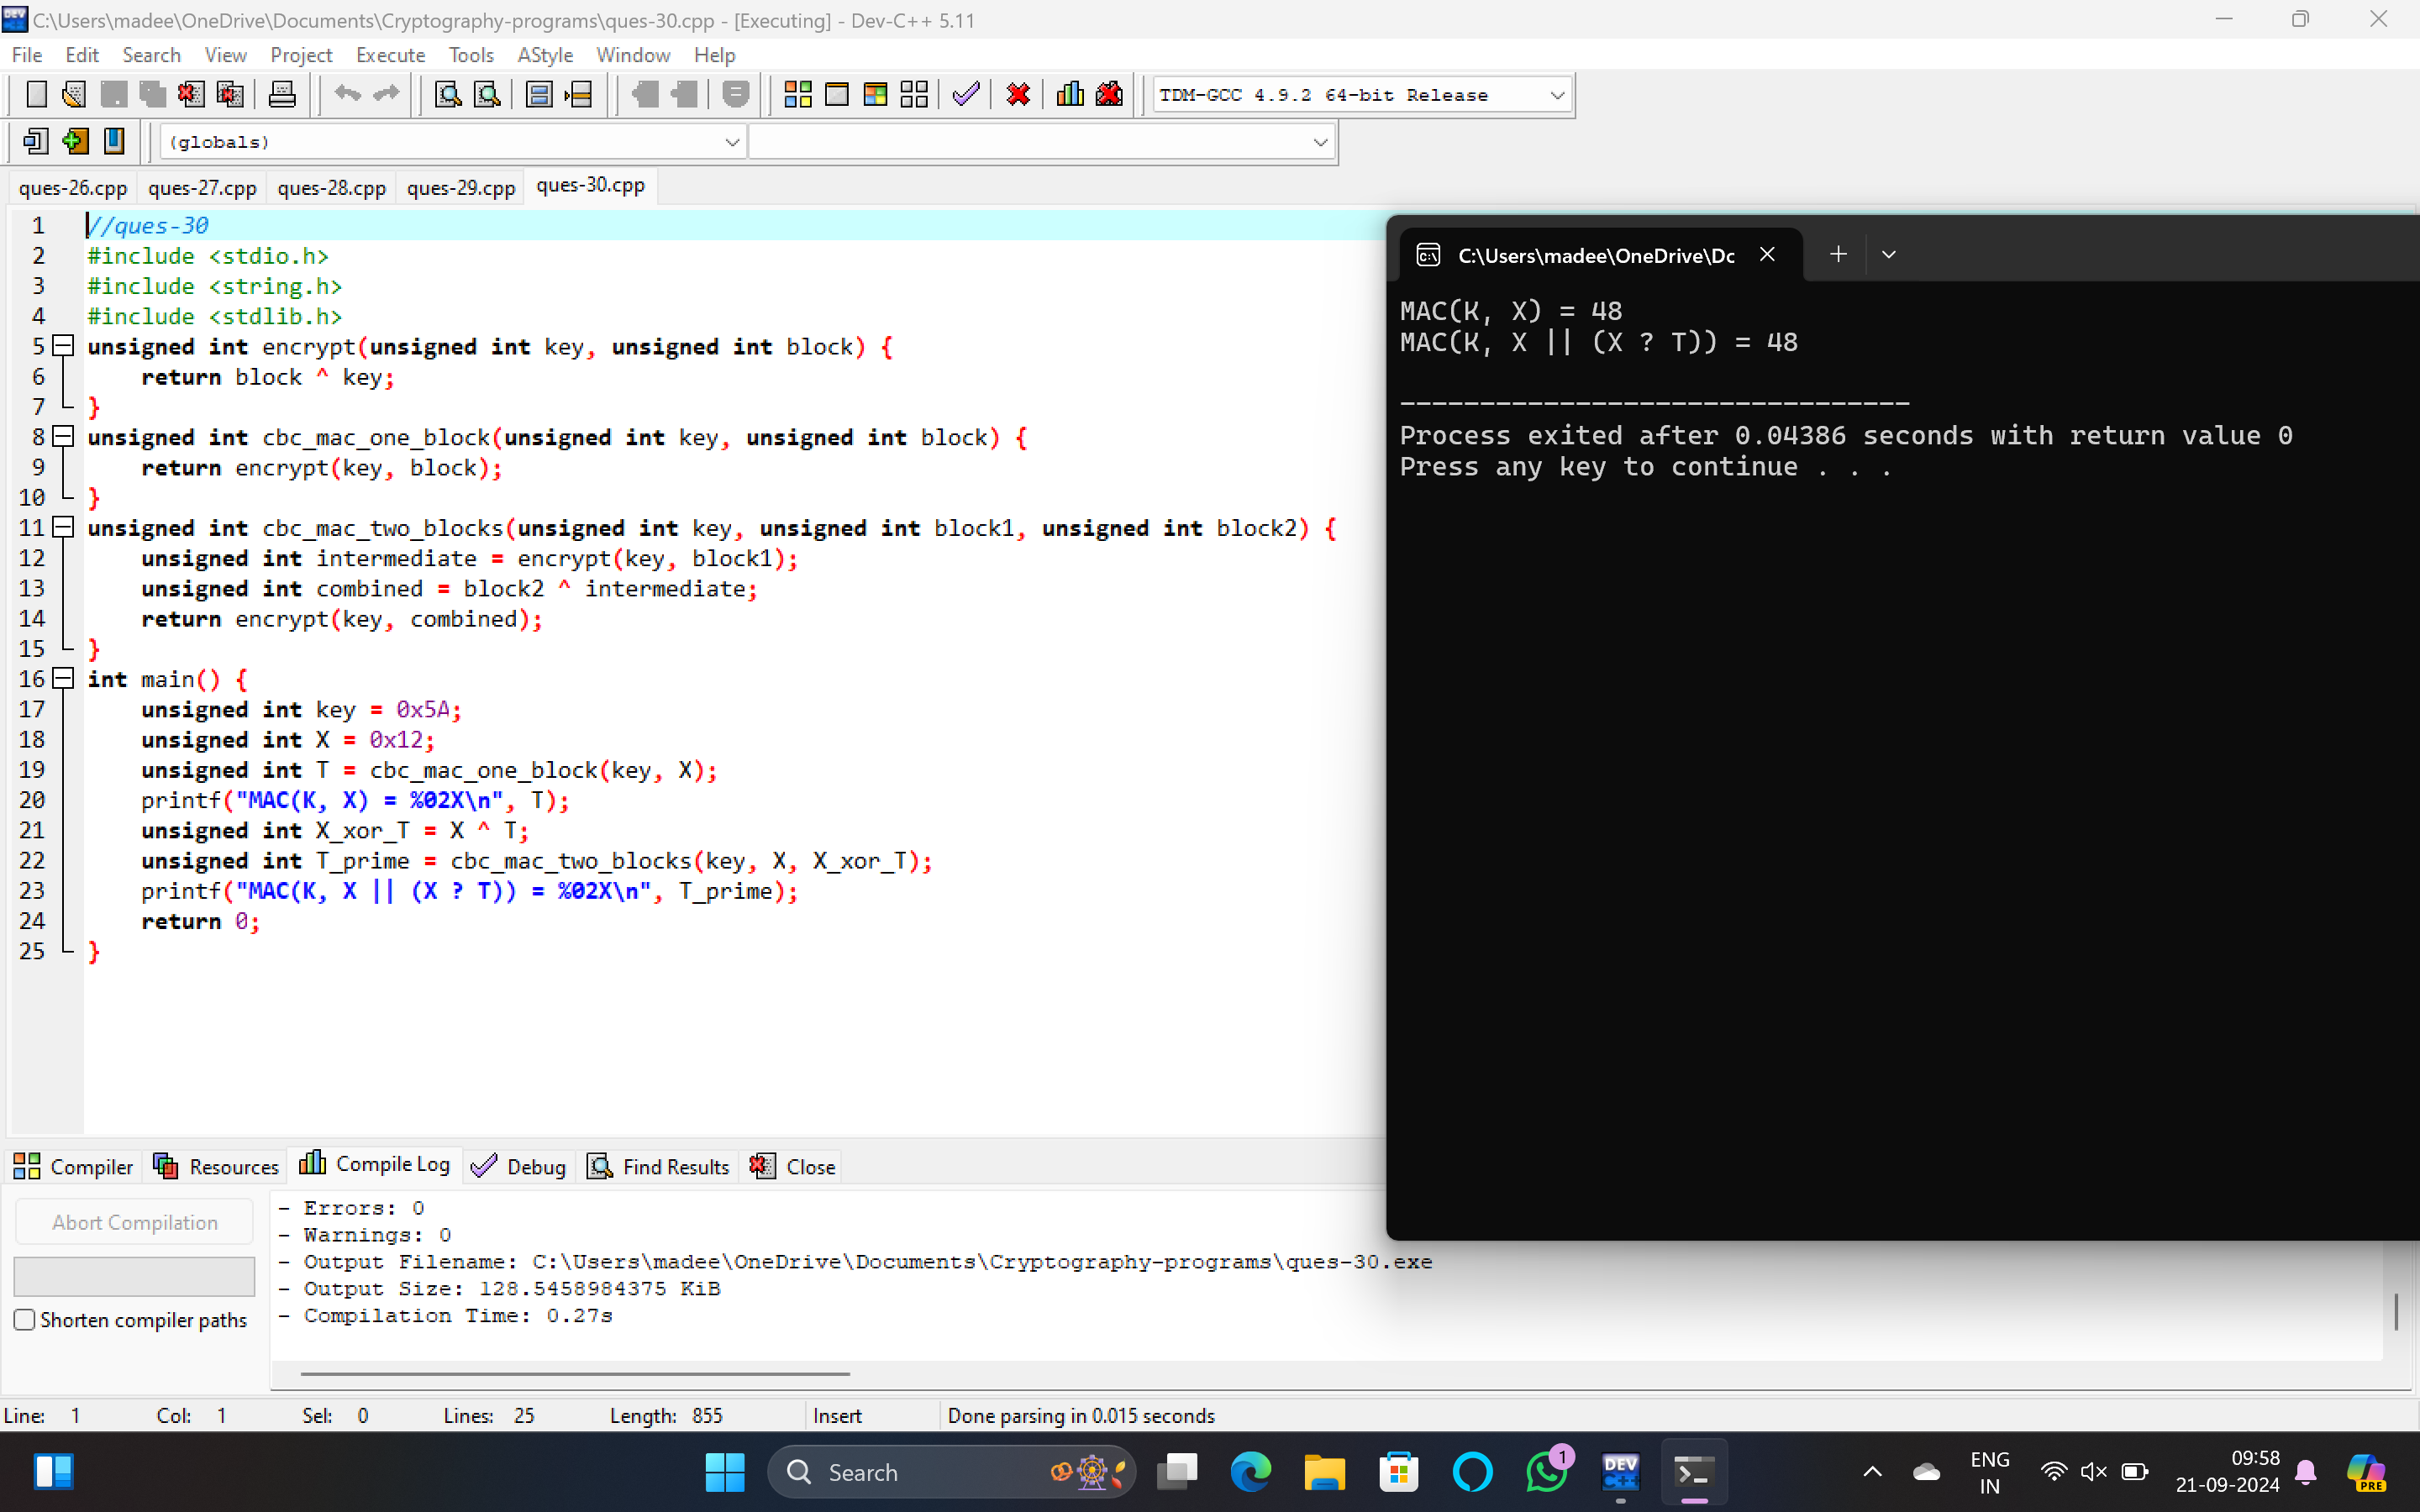 C:\Users\madee\OneDrive\Documents\Cryptography-programs\ques-30.cpp - [Executing] - Dev-C++ 5.11
File Edit Search View Project Execute Tools AStyle Window Help
TDM-GCC 4.9.2 64-bit Release
(globals)
ques-26.cpp ques-27.cpp ques-28.cpp ques-29.cpp ques-30.cpp
1 //ques-30
2 #include <stdio.h>
3 #include <string.h>
4 #include <stdlib.h>
5 unsigned int encrypt(unsigned int key, unsigned int block) {
6 return block ^ key;
7 }
8 unsigned int cbc_mac_one_block(unsigned int key, unsigned int block) {
9 return encrypt(key, block);
10 }
11 unsigned int cbc_mac_two_blocks(unsigned int key, unsigned int block1, unsigned int block2) {
12 unsigned int intermediate = encrypt(key, block1);
13 unsigned int combined = block2 ^ intermediate;
14 return encrypt(key, combined);
15 }
16 int main() {
17 unsigned int key = 0x5A;
18 unsigned int X = 0x12;
19 unsigned int T = cbc_mac_one_block(key, X);
20 printf("MAC(K, X) = %02X\n", T);
21 unsigned int X_xor_T = X ^ T;
22 unsigned int T_prime = cbc_mac_two_blocks(key, X, X_xor_T);
23 printf("MAC(K, X || (X ? T)) = %02X\n", T_prime);
24 return 0;
25 }
C:\Users\madee\OneDrive\Dc
MAC(K, X) = 48
MAC(K, X || (X ? T)) = 48
--------------------------------
Process exited after 0.04386 seconds with return value 0
Press any key to continue . . .
Compiler Resources Compile Log Debug Find Results Close
Abort Compilation
Shorten compiler paths
- Errors: 0
- Warnings: 0
- Output Filename: C:\Users\madee\OneDrive\Documents\Cryptography-programs\ques-30.exe
- Output Size: 128.5458984375 KiB
- Compilation Time: 0.27s
Line: 1 Col: 1 Sel: 0 Lines: 25 Length: 855 Insert Done parsing in 0.015 seconds
Search
1
DEV C++
ENG
IN
09:58
21-09-2024
PRE